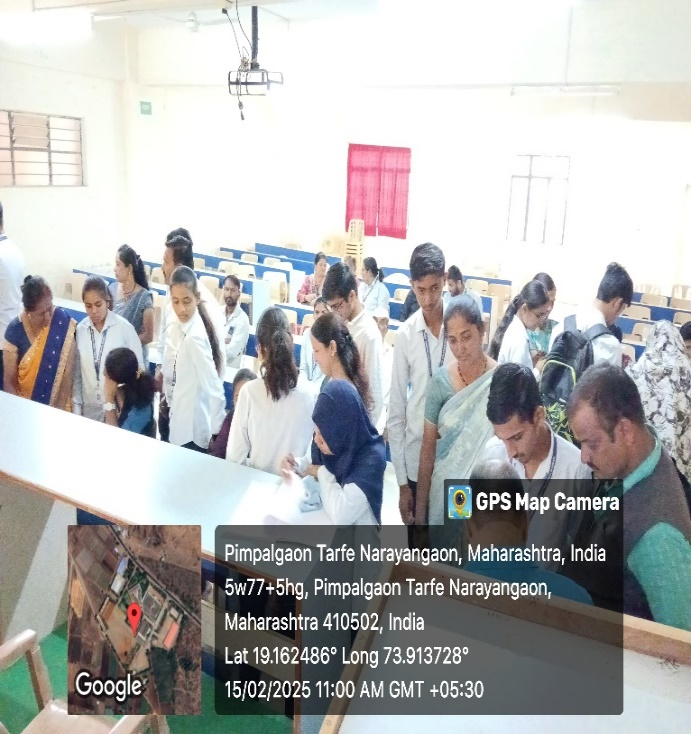 GPS Map Camera
Pimpalgaon Tarfe Narayangaon, Maharashtra, India
5w77+5hg, Pimpalgaon Tarfe Narayangaon,
Maharashtra 410502, India
Lat 19.162486° Long 73.913728°
15/02/2025 11:00 AM GMT +05:30
Google